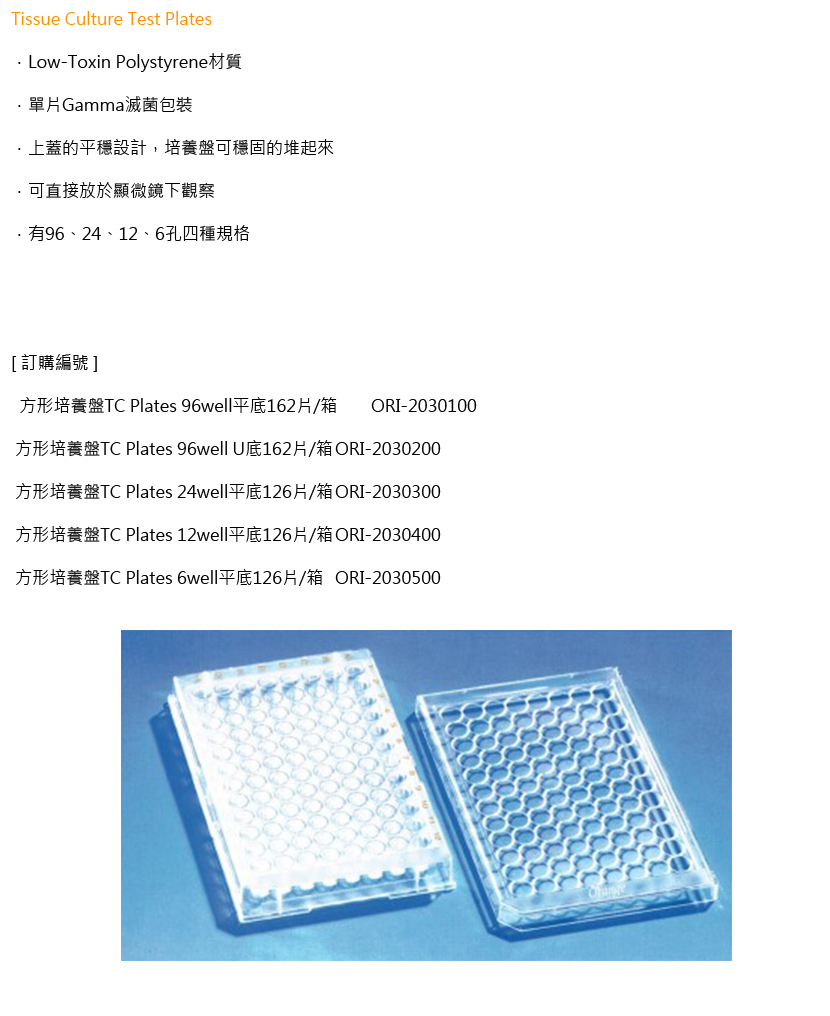 Tissue Culture Test Plates
· Low-Toxin Polystyrene材質
· 單片Gamma滅菌包裝
· 上蓋的平穩設計，培養盤可穩固的堆起來
· 可直接放於顯微鏡下觀察
· 有96、24、12、6孔四種規格
[ 訂購編號 ]
方形培養盤TC Plates 96well平底162片/箱 ORI-2030100
方形培養盤TC Plates 96well U底162片/箱 ORI-2030200
方形培養盤TC Plates 24well平底126片/箱 ORI-2030300
方形培養盤TC Plates 12well平底126片/箱 ORI-2030400
方形培養盤TC Plates 6well平底126片/箱 ORI-2030500
Orange